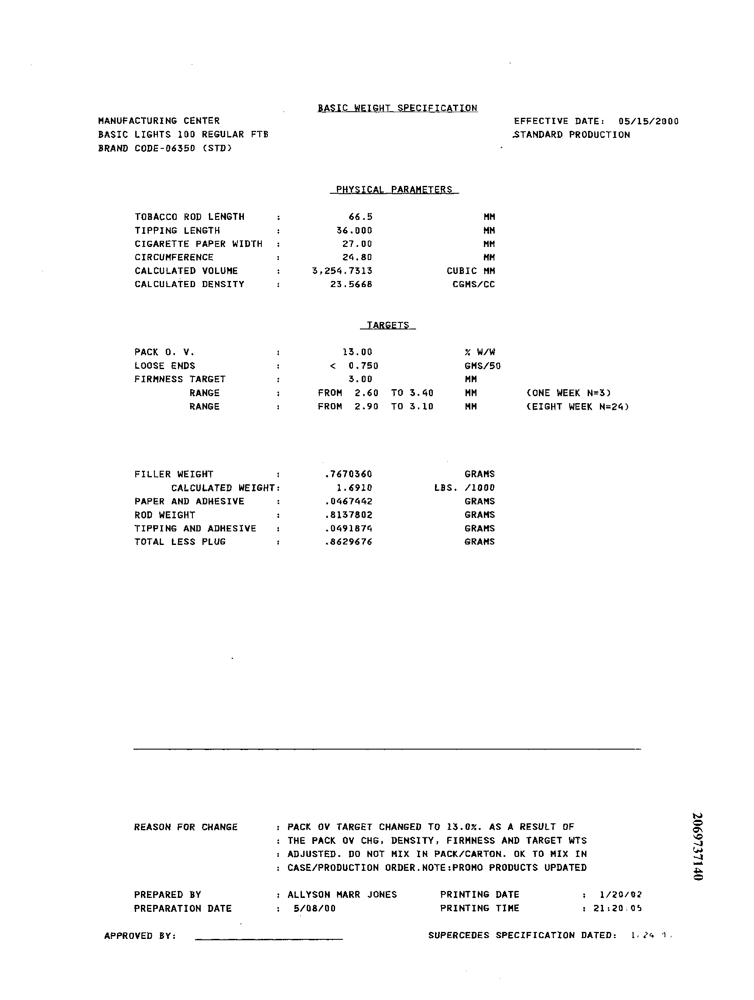 BASIC WEIGHT SPECIFICATION
MANUFACTURING CENTER EFFECTIVE DATE: 05/15/2000
BASIC LIGHTS 100 REGULAR FTB STANDARD PRODUCTION
BRAND CODE-06350 (STD)
PHYSICAL PARAMETERS
TOBACCO ROD LENGTH : 66.5 MM
TIPPING LENGTH : 36.000 MM
CIGARETTE PAPER WIDTH : 27.00 MM
CIRCUMFERENCE : 24.80 MM
CALCULATED VOLUME : 3,254.7313 CUBIC MM
CALCULATED DENSITY : 23.5668 CGMS/CC
TARGETS
PACK O. V. : 13.00 % W/W
LOOSE ENDS : < 0.750 GMS/50
FIRMNESS TARGET : 3.00 MM
RANGE : FROM 2.60 TO 3.40 MM (ONE WEEK N=3)
RANGE : FROM 2.90 TO 3.10 MM (EIGHT WEEK N=24)
FILLER WEIGHT : .7670360 GRAMS
CALCULATED WEIGHT: 1.6910 LBS. /1000
PAPER AND ADHESIVE : .0467442 GRAMS
ROD WEIGHT : .8137802 GRAMS
TIPPING AND ADHESIVE : .0491874 GRAMS
TOTAL LESS PLUG : .8629676 GRAMS
REASON FOR CHANGE : PACK OV TARGET CHANGED TO 13.0%. AS A RESULT OF
: THE PACK OV CHG, DENSITY, FIRMNESS AND TARGET WTS
: ADJUSTED. DO NOT MIX IN PACK/CARTON. OK TO MIX IN
: CASE/PRODUCTION ORDER.NOTE:PROMO PRODUCTS UPDATED
PREPARED BY : ALLYSON MARR JONES PRINTING DATE : 1/20/02
PREPARATION DATE : 5/08/00 PRINTING TIME : 21:20:05
APPROVED BY: SUPERCEDES SPECIFICATION DATED:
2069737140